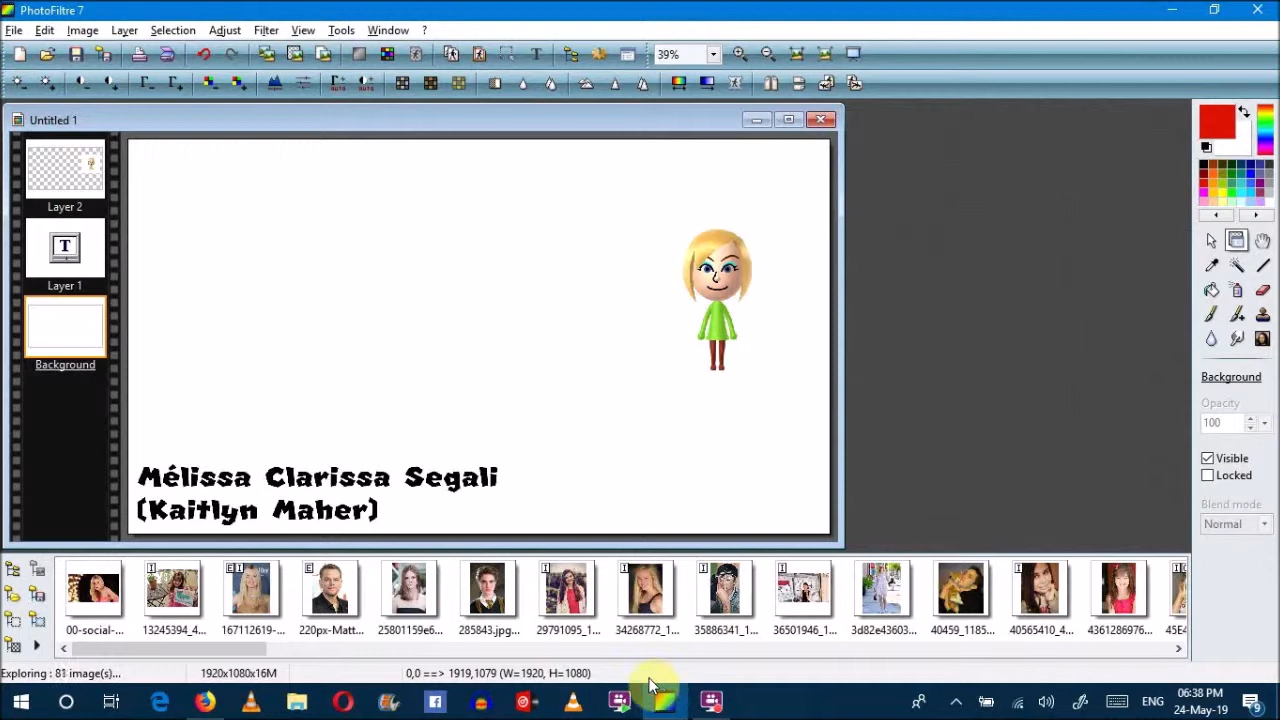 PhotoFiltre 7
File Edit Image Layer Selection Adjust Filter View Tools Window ?
39%
Untitled 1
Layer 2
T
Layer 1
Background
Mélissa Clarissa Segali
(Kaitlyn Maher)
Background
Opacity
100
Visible
Locked
Blend mode
Normal
00-social-... 13245394_4... 167112619-... 220px-Matt... 25801159e6... 285843.jpg... 29791095_1... 34268772_1... 35886341_1... 36501946_1... 3d82e43603... 40459_1185... 40565410_4... 4361286976... 45E4
Exploring : 81 image(s)... 1920x1080x16M 0,0 ==> 1919,1079 (W=1920, H=1080)
ENG
06:38 PM
24-May-19
9